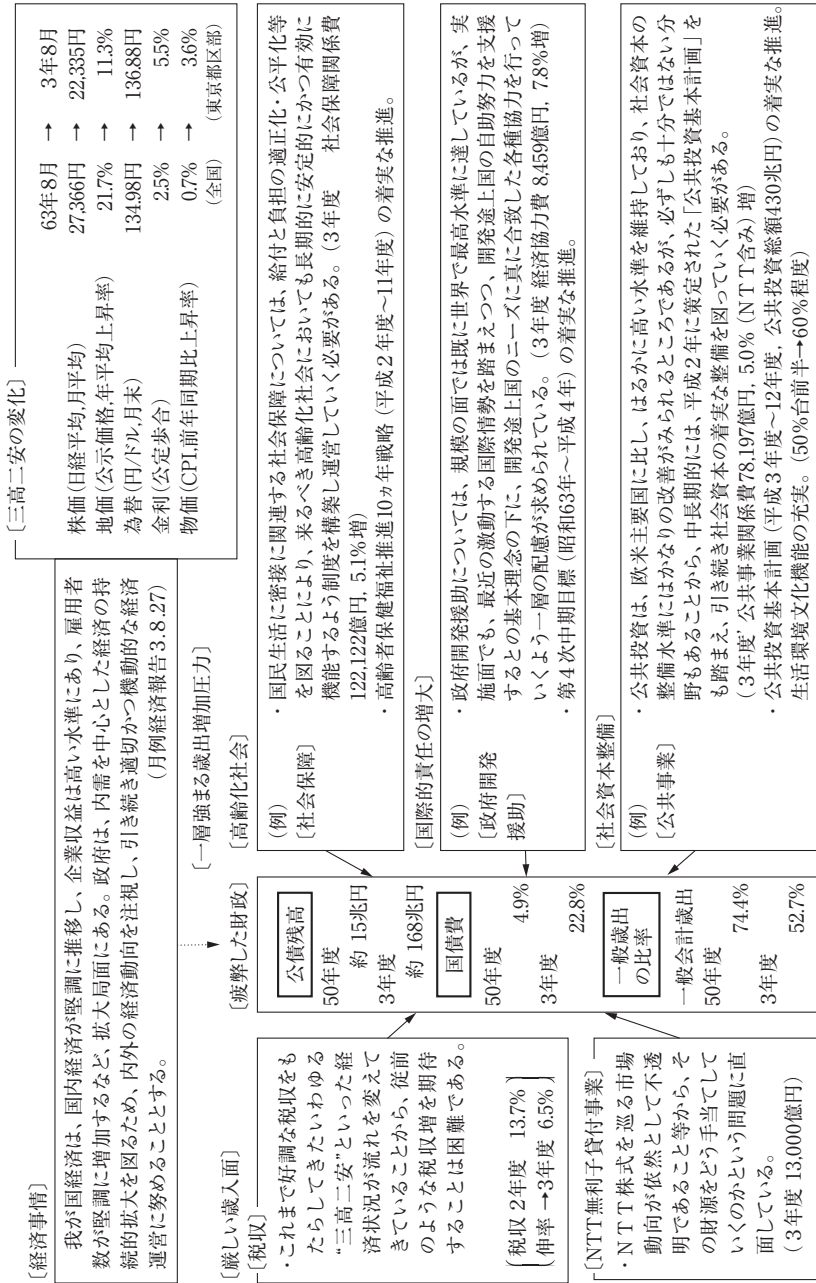 〔経済事情〕
我が国経済は、国内経済が堅調に推移し、企業収益は高い水準にあり、雇用者
数が堅調に増加するなど、拡大局面にある。政府は、内需を中心とした経済の持
続的拡大を図るため、内外の経済動向を注視し、引き続き適切かつ機動的な経済
運営に努めることとする。
(月例経済報告3.8.27)
〔三高二安の変化〕
63年8月 → 3年8月
株価(日経平均,月平均) 27,366円 → 22,335円
地価(公示価格,年平均上昇率) 21.7% → 11.3%
為替(円/ドル,月末) 134.98円 → 136.88円
金利(公定歩合) 2.5% → 5.5%
物価(CPI,前年同期比上昇率) 0.7% → 3.6%
(全国) (東京都区部)
〔厳しい歳入面〕
〔税収〕
・これまで好調な税収をも
たらしてきたいわゆる
“三高二安”といった経
済状況が流れを変えて
きていることから、従前
のような税収増を期待
することは困難である。
(税収 2年度 13.7%
伸率 →3年度 6.5%)
〔NTT無利子貸付事業〕
・NTT株式を巡る市場
動向が依然として不透
明であること等から、そ
の財源をどう手当てして
いくのかという問題に直
面している。
(3年度 13,000億円)
〔疲弊した財政〕
公債残高
50年度
約 15兆円
3年度
約 168兆円
国債費
50年度
4.9%
3年度
22.8%
一般歳出
の比率
一般会計歳出
50年度
74.4%
3年度
52.7%
〔一層強まる歳出増加圧力〕
〔高齢化社会〕
(例)
〔社会保障〕
・国民生活に密接に関連する社会保障については、給付と負担の適正化・公平化等
を図ることにより、来るべき高齢化社会においても長期的に安定的にかつ有効に
機能するよう制度を構築し運営していく必要がある。(3年度 社会保障関係費
122,122億円, 5.1%増)
・高齢者保健福祉推進10ヵ年戦略(平成2年度〜11年度)の着実な推進。
〔国際的責任の増大〕
(例)
〔政府開発
援助〕
・政府開発援助については、規模の面では既に世界で最高水準に達しているが、実
施面でも、最近の激動する国際情勢を踏まえつつ、開発途上国の自助努力を支援
するとの基本理念の下に、開発途上国のニーズに真に合致した各種協力を行って
いくよう一層の配慮が求められている。(3年度 経済協力費 8,459億円, 7.8%増)
・第4次中期目標(昭和63年〜平成4年)の着実な推進。
〔社会資本整備〕
(例)
〔公共事業〕
・公共投資は、欧米主要国に比し、はるかに高い水準を維持しており、社会資本の
整備水準にはかなりの改善がみられるところであるが、必ずしも十分ではない分
野もあることから、中長期的には、平成2年に策定された「公共投資基本計画」を
も踏まえ、引き続き社会資本の着実な整備を図っていく必要がある。
(3年度’公共事業関係費78,197億円, 5.0%(NTT含み)増)
・公共投資基本計画(平成3年度〜12年度, 公共投資総額430兆円)の着実な推進。
生活環境文化機能の充実。(50%台前半→60%程度)